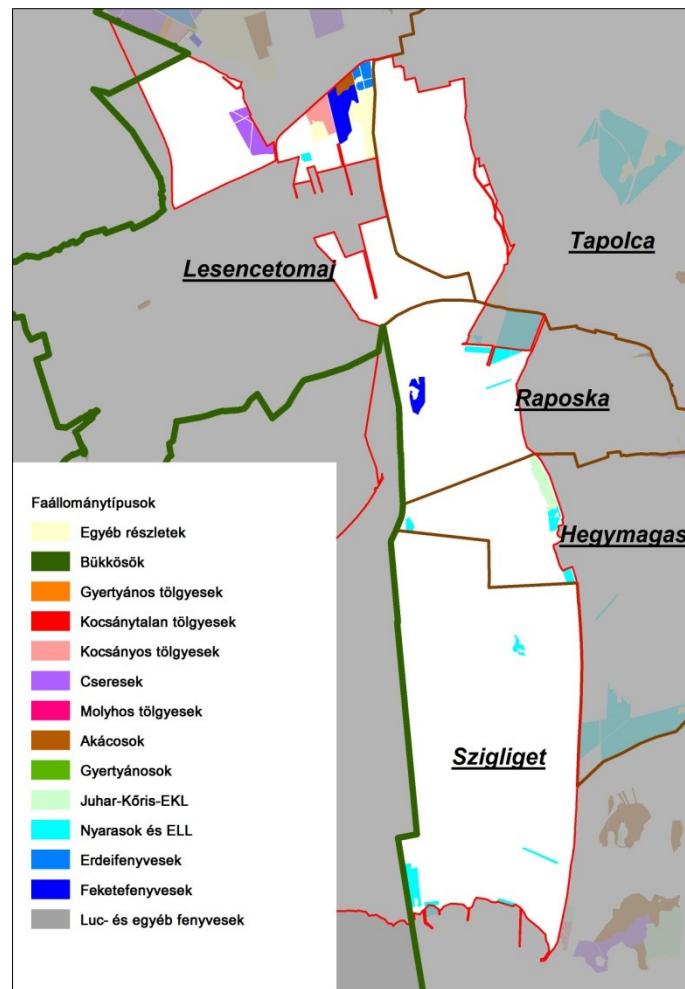 Tapolca
Lesencetomaj
Raposka
Hegymagas
Szigliget
Faállománytípusok
Egyéb részletek
Bükkösök
Gyertyános tölgyesek
Kocsánytalan tölgyesek
Kocsányos tölgyesek
Cseresek
Molyhos tölgyesek
Akácosok
Gyertyánosok
Juhar-Kőris-EKL
Nyarasok és ELL
Erdeifenyvesek
Feketefenyvesek
Luc- és egyéb fenyvesek